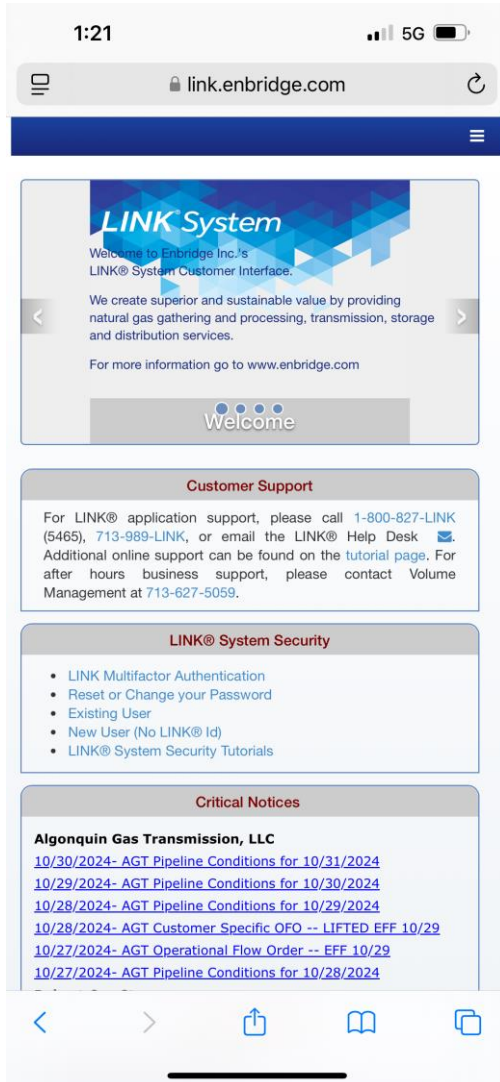 1:21
5G
link.enbridge.com
LINK® System
Welcome to Enbridge Inc.'s
LINK® System Customer Interface.
We create superior and sustainable value by providing
natural gas gathering and processing, transmission, storage
and distribution services.
For more information go to www.enbridge.com
Welcome
Customer Support
For LINK® application support, please call 1-800-827-LINK
(5465), 713-989-LINK, or email the LINK® Help Desk .
Additional online support can be found on the tutorial page. For
after hours business support, please contact Volume
Management at 713-627-5059.
LINK® System Security
• LINK Multifactor Authentication
• Reset or Change your Password
• Existing User
• New User (No LINK® Id)
• LINK® System Security Tutorials
Critical Notices
Algonquin Gas Transmission, LLC
10/30/2024- AGT Pipeline Conditions for 10/31/2024
10/29/2024- AGT Pipeline Conditions for 10/30/2024
10/28/2024- AGT Pipeline Conditions for 10/29/2024
10/28/2024- AGT Customer Specific OFO -- LIFTED EFF 10/29
10/27/2024- AGT Operational Flow Order -- EFF 10/29
10/27/2024- AGT Pipeline Conditions for 10/28/2024